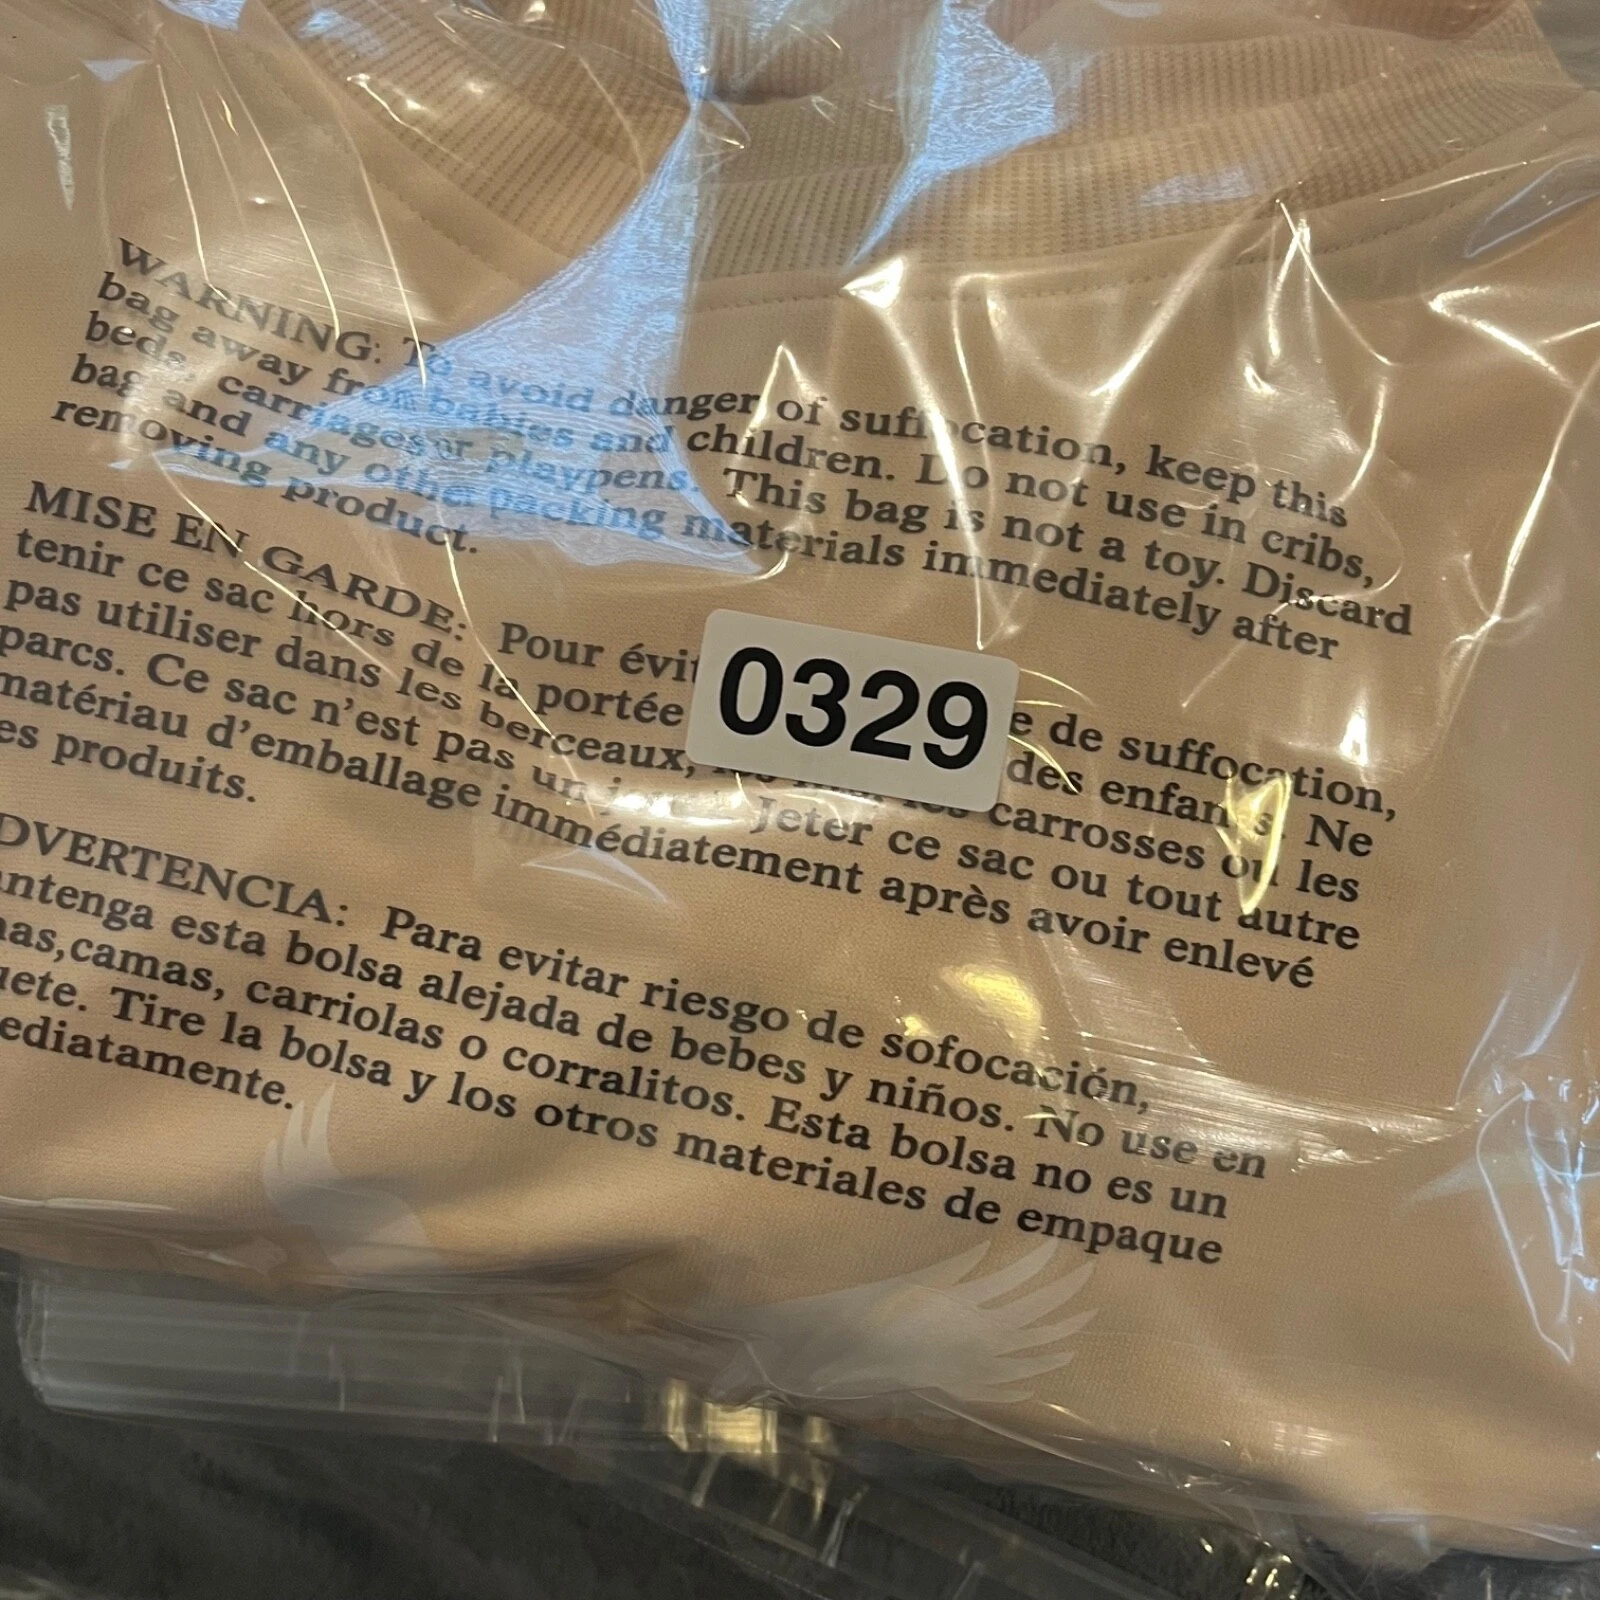 WARNING: To avoid danger of suffocation, keep this
bag away from babies and children. Do not use in cribs,
beds, carriages or playpens. This bag is not a toy. Discard
bag and any other packing materials immediately after
removing product.
MISE EN GARDE: Pour évit e de suffocation,
tenir ce sac hors de la portée des enfants. Ne
pas utiliser dans les berceaux, les carrosses ou les
parcs. Ce sac n'est pas un Jeter ce sac ou tout autre
matériau d'emballage immédiatement après avoir enlevé
es produits.
0329
DVERTENCIA: Para evitar riesgo de sofocación,
antenga esta bolsa alejada de bebes y niños. No use en
nas,camas, carriolas o corralitos. Esta bolsa no es un
uete. Tire la bolsa y los otros materiales de empaque
ediatamente.